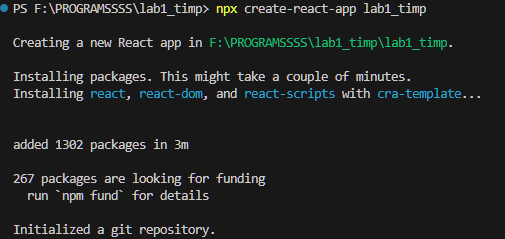 PS F:\PROGRAMSSSS\lab1_timp> npx create-react-app lab1_timp
Creating a new React app in F:\PROGRAMSSSS\lab1_timp\lab1_timp.
Installing packages. This might take a couple of minutes.
Installing react, react-dom, and react-scripts with cra-template...
added 1302 packages in 3m
267 packages are looking for funding
run `npm fund` for details
Initialized a git repository.